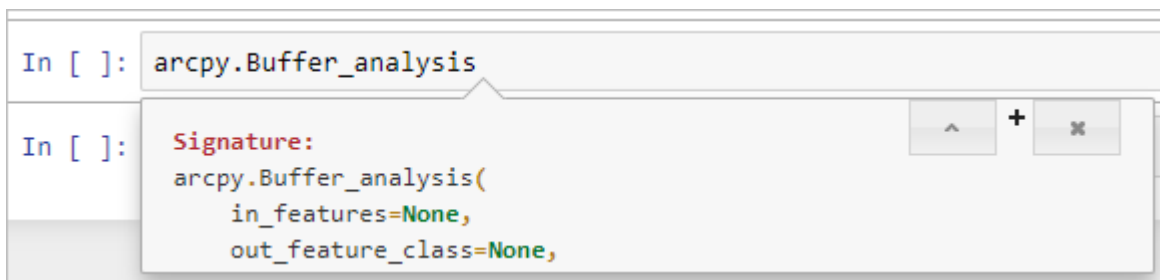 In [ ]: arcpy.Buffer_analysis
In [ ]:
Signature:
arcpy.Buffer_analysis(
    in_features=None,
    out_feature_class=None,